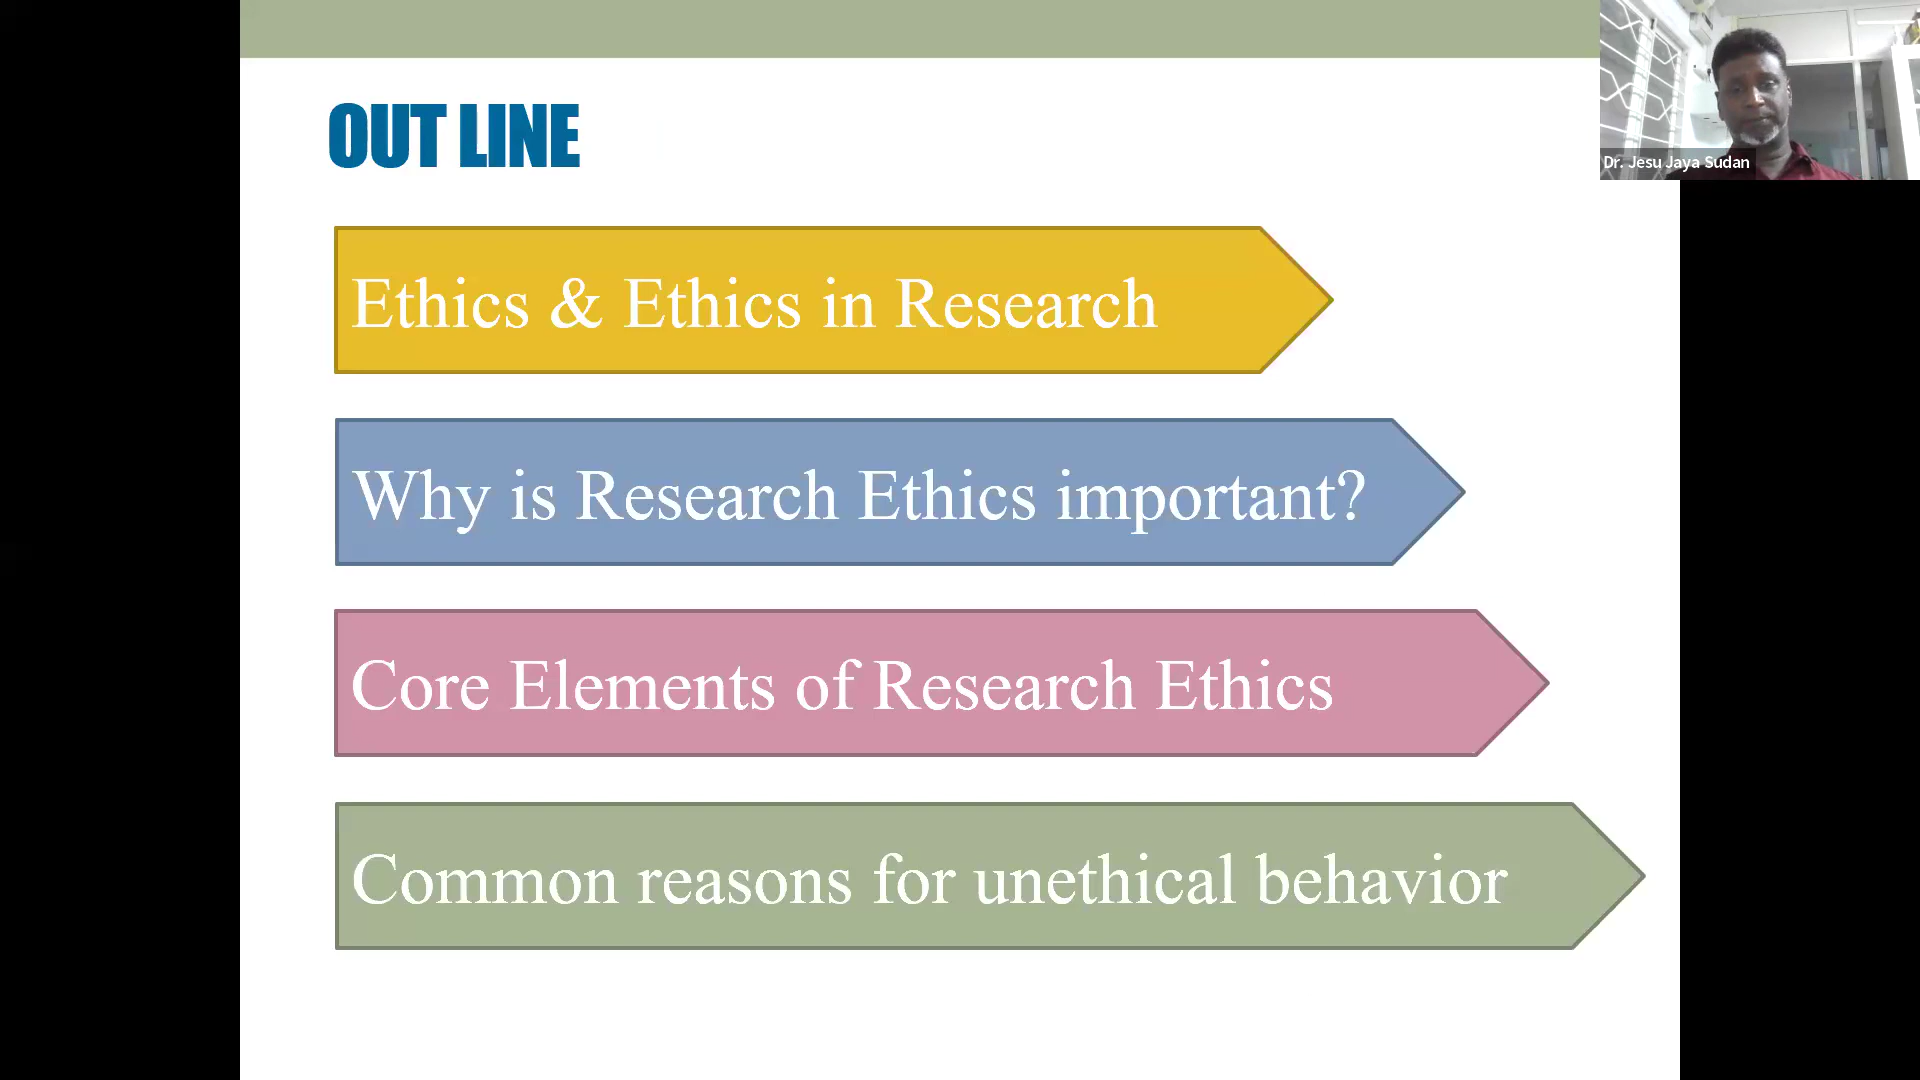 OUT LINE
Dr. Jesu Jaya Sudan
Ethics & Ethics in Research
Why is Research Ethics important?
Core Elements of Research Ethics
Common reasons for unethical behavior